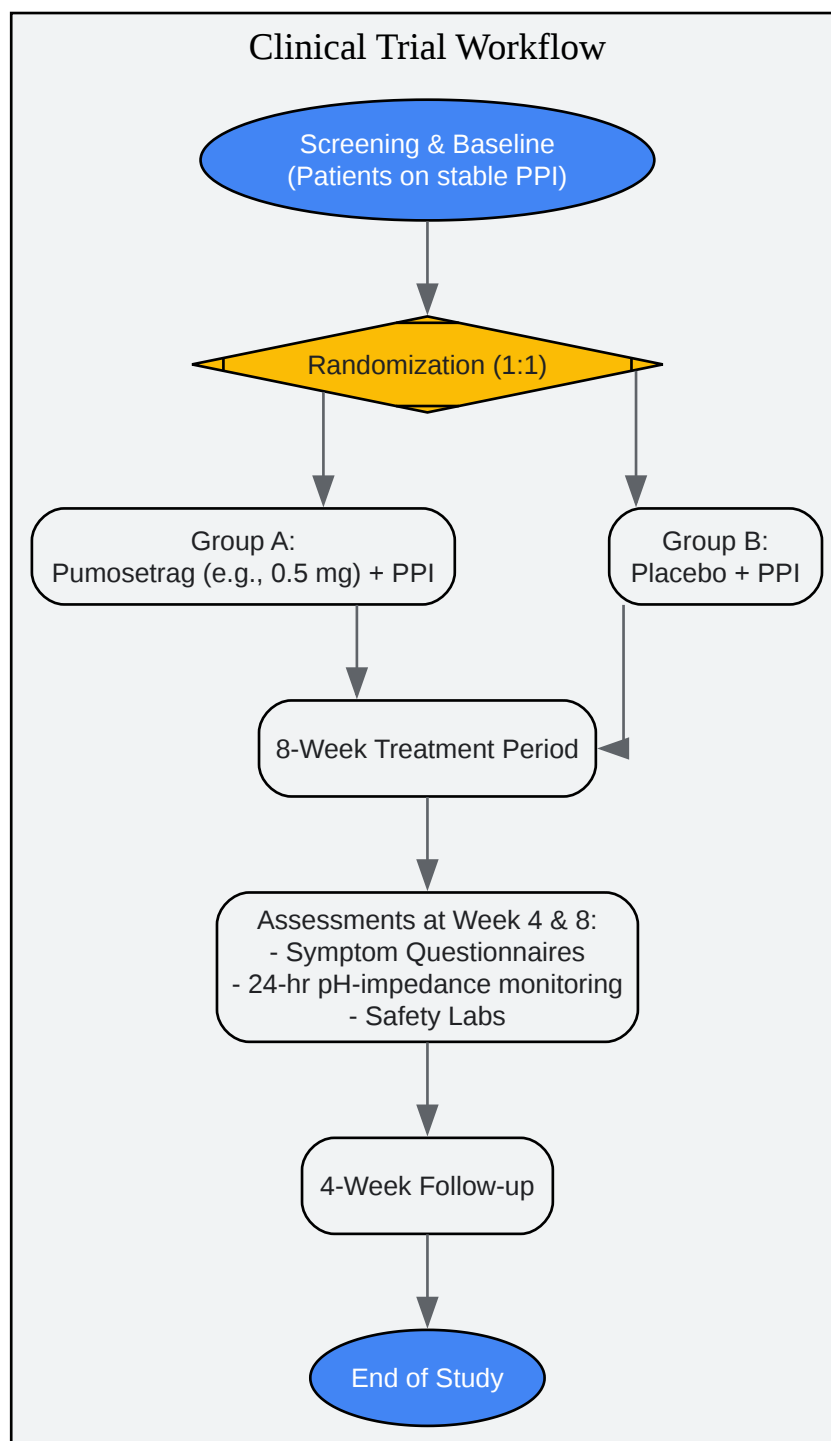 Clinical Trial Workflow
Screening & Baseline
(Patients on stable PPI)
Randomization (1:1)
Group A:
Pumosetrag (e.g., 0.5 mg) + PPI
Group B:
Placebo + PPI
8-Week Treatment Period
Assessments at Week 4 & 8:
- Symptom Questionnaires
- 24-hr pH-impedance monitoring
- Safety Labs
4-Week Follow-up
End of Study